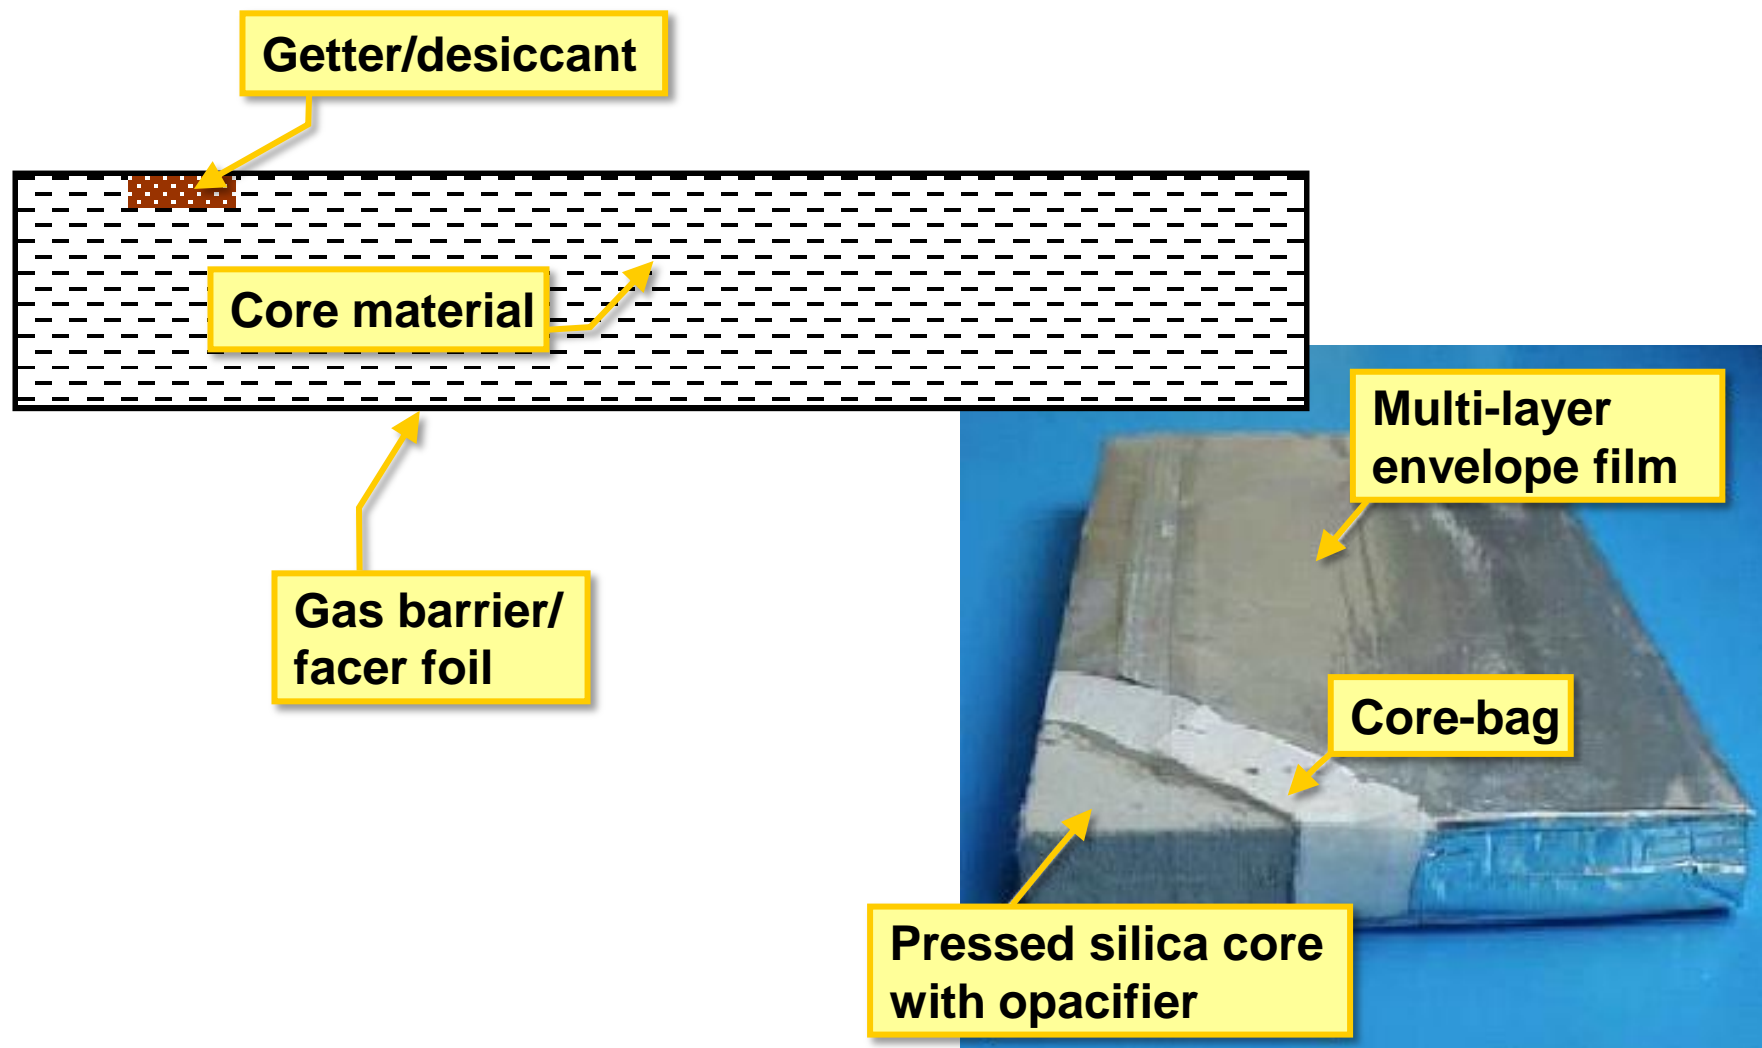 Getter/desiccant
Core material
Gas barrier/
facer foil
Multi-layer
envelope film
Core-bag
Pressed silica core
with opacifier